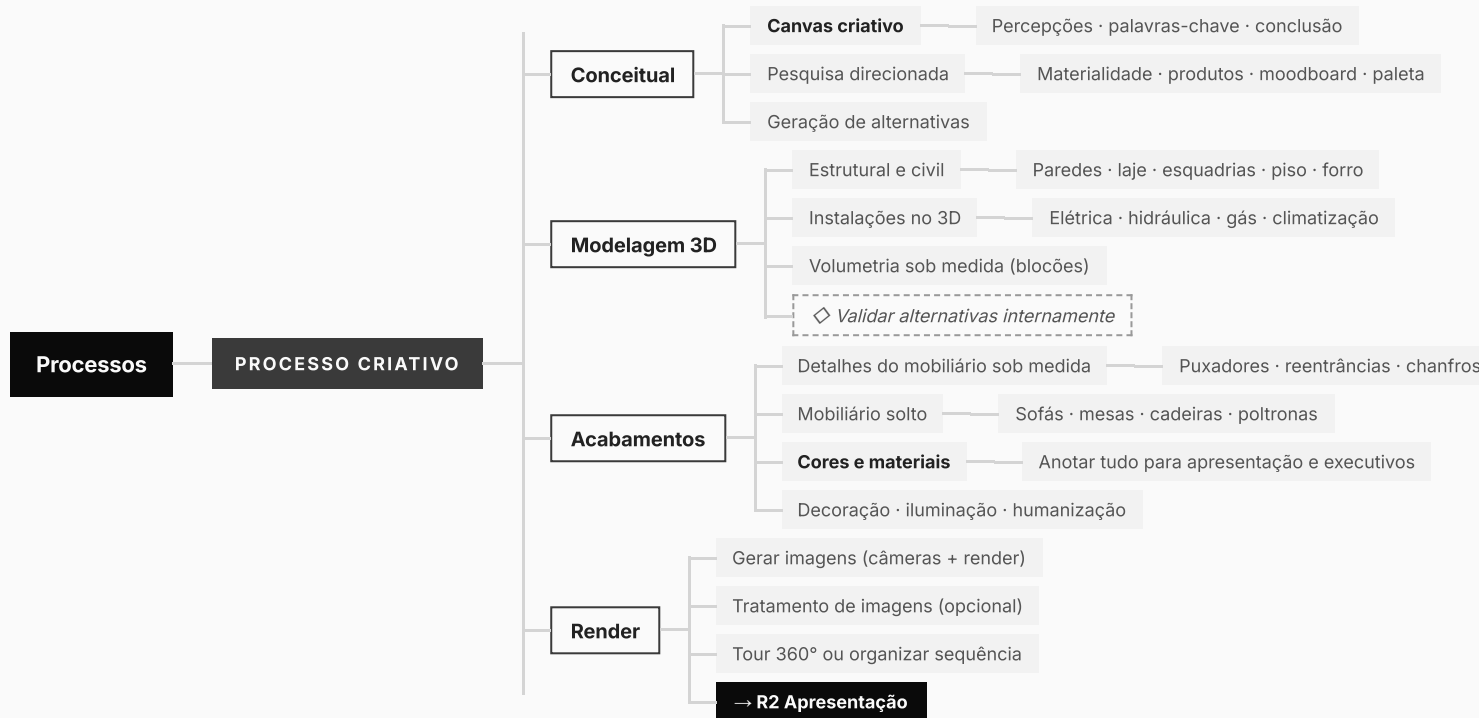 Processos
PROCESSO CRIATIVO
Conceitual
Canvas criativo
Percepções · palavras-chave · conclusão
Pesquisa direcionada
Materialidade · produtos · moodboard · paleta
Geração de alternativas
Modelagem 3D
Estrutural e civil
Paredes · laje · esquadrias · piso · forro
Instalações no 3D
Elétrica · hidráulica · gás · climatização
Volumetria sob medida (blocões)
◇ Validar alternativas internamente
Acabamentos
Detalhes do mobiliário sob medida
Puxadores · reentrâncias · chanfros
Mobiliário solto
Sofás · mesas · cadeiras · poltronas
Cores e materiais
Anotar tudo para apresentação e executivos
Decoração · iluminação · humanização
Render
Gerar imagens (câmeras + render)
Tratamento de imagens (opcional)
Tour 360° ou organizar sequência
→ R2 Apresentação